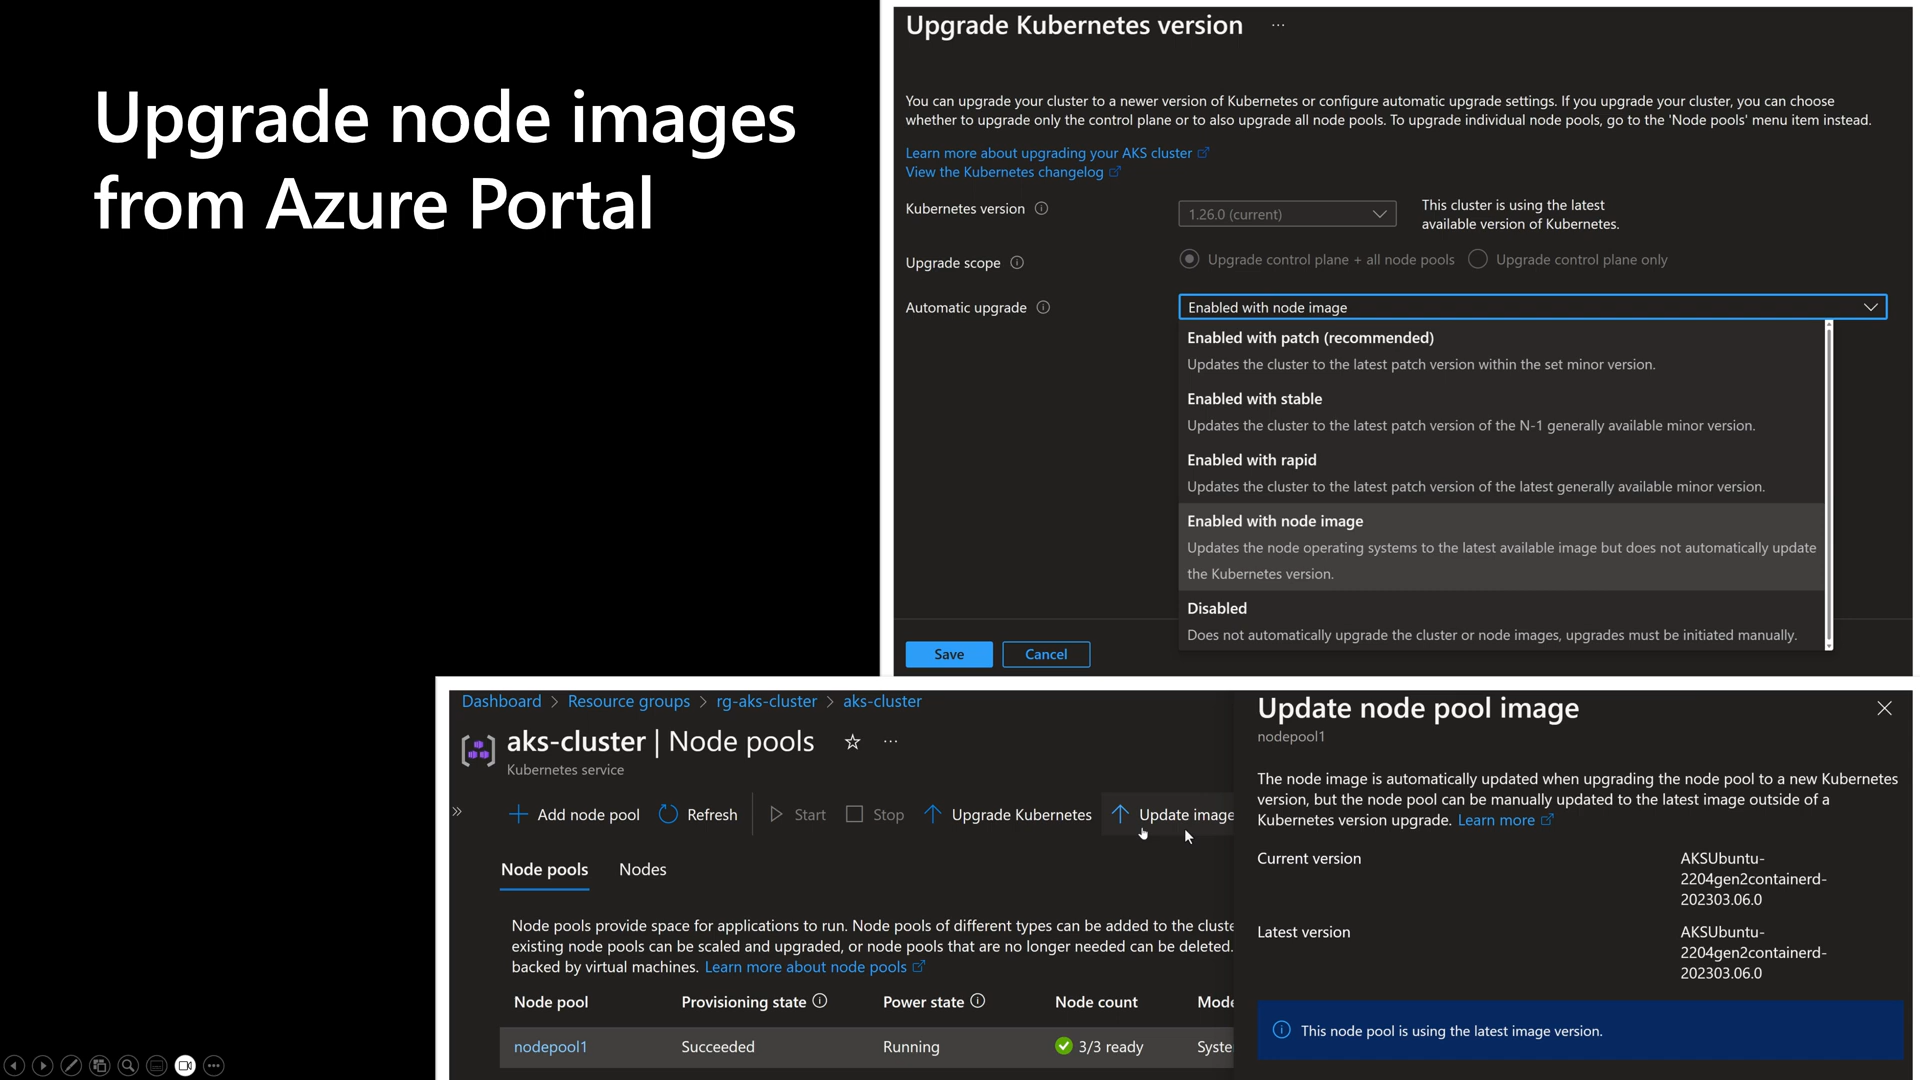 Upgrade node images
from Azure Portal
Upgrade Kubernetes version ...
You can upgrade your cluster to a newer version of Kubernetes or configure automatic upgrade settings. If you upgrade your cluster, you can choose
whether to upgrade only the control plane or to also upgrade all node pools. To upgrade individual node pools, go to the 'Node pools' menu item instead.
Learn more about upgrading your AKS cluster
View the Kubernetes changelog
Kubernetes version
1.26.0 (current)
This cluster is using the latest
available version of Kubernetes.
Upgrade scope
Upgrade control plane + all node pools
Upgrade control plane only
Automatic upgrade
Enabled with node image
Enabled with patch (recommended)
Updates the cluster to the latest patch version within the set minor version.
Enabled with stable
Updates the cluster to the latest patch version of the N-1 generally available minor version.
Enabled with rapid
Updates the cluster to the latest patch version of the latest generally available minor version.
Enabled with node image
Updates the node operating systems to the latest available image but does not automatically update
the Kubernetes version.
Disabled
Does not automatically upgrade the cluster or node images, upgrades must be initiated manually.
Save
Cancel
Dashboard > Resource groups > rg-aks-cluster > aks-cluster
aks-cluster | Node pools ...
Kubernetes service
Add node pool
Refresh
Start
Stop
Upgrade Kubernetes
Update image
Node pools
Nodes
Node pools provide space for applications to run. Node pools of different types can be added to the cluste
existing node pools can be scaled and upgraded, or node pools that are no longer needed can be deleted.
backed by virtual machines. Learn more about node pools
Node pool
Provisioning state
Power state
Node count
Mode
nodepool1
Succeeded
Running
3/3 ready
Syste
Update node pool image
nodepool1
The node image is automatically updated when upgrading the node pool to a new Kubernetes
version, but the node pool can be manually updated to the latest image outside of a
Kubernetes version upgrade. Learn more
Current version
AKSUbuntu-
2204gen2containerd-
202303.06.0
Latest version
AKSUbuntu-
2204gen2containerd-
202303.06.0
This node pool is using the latest image version.